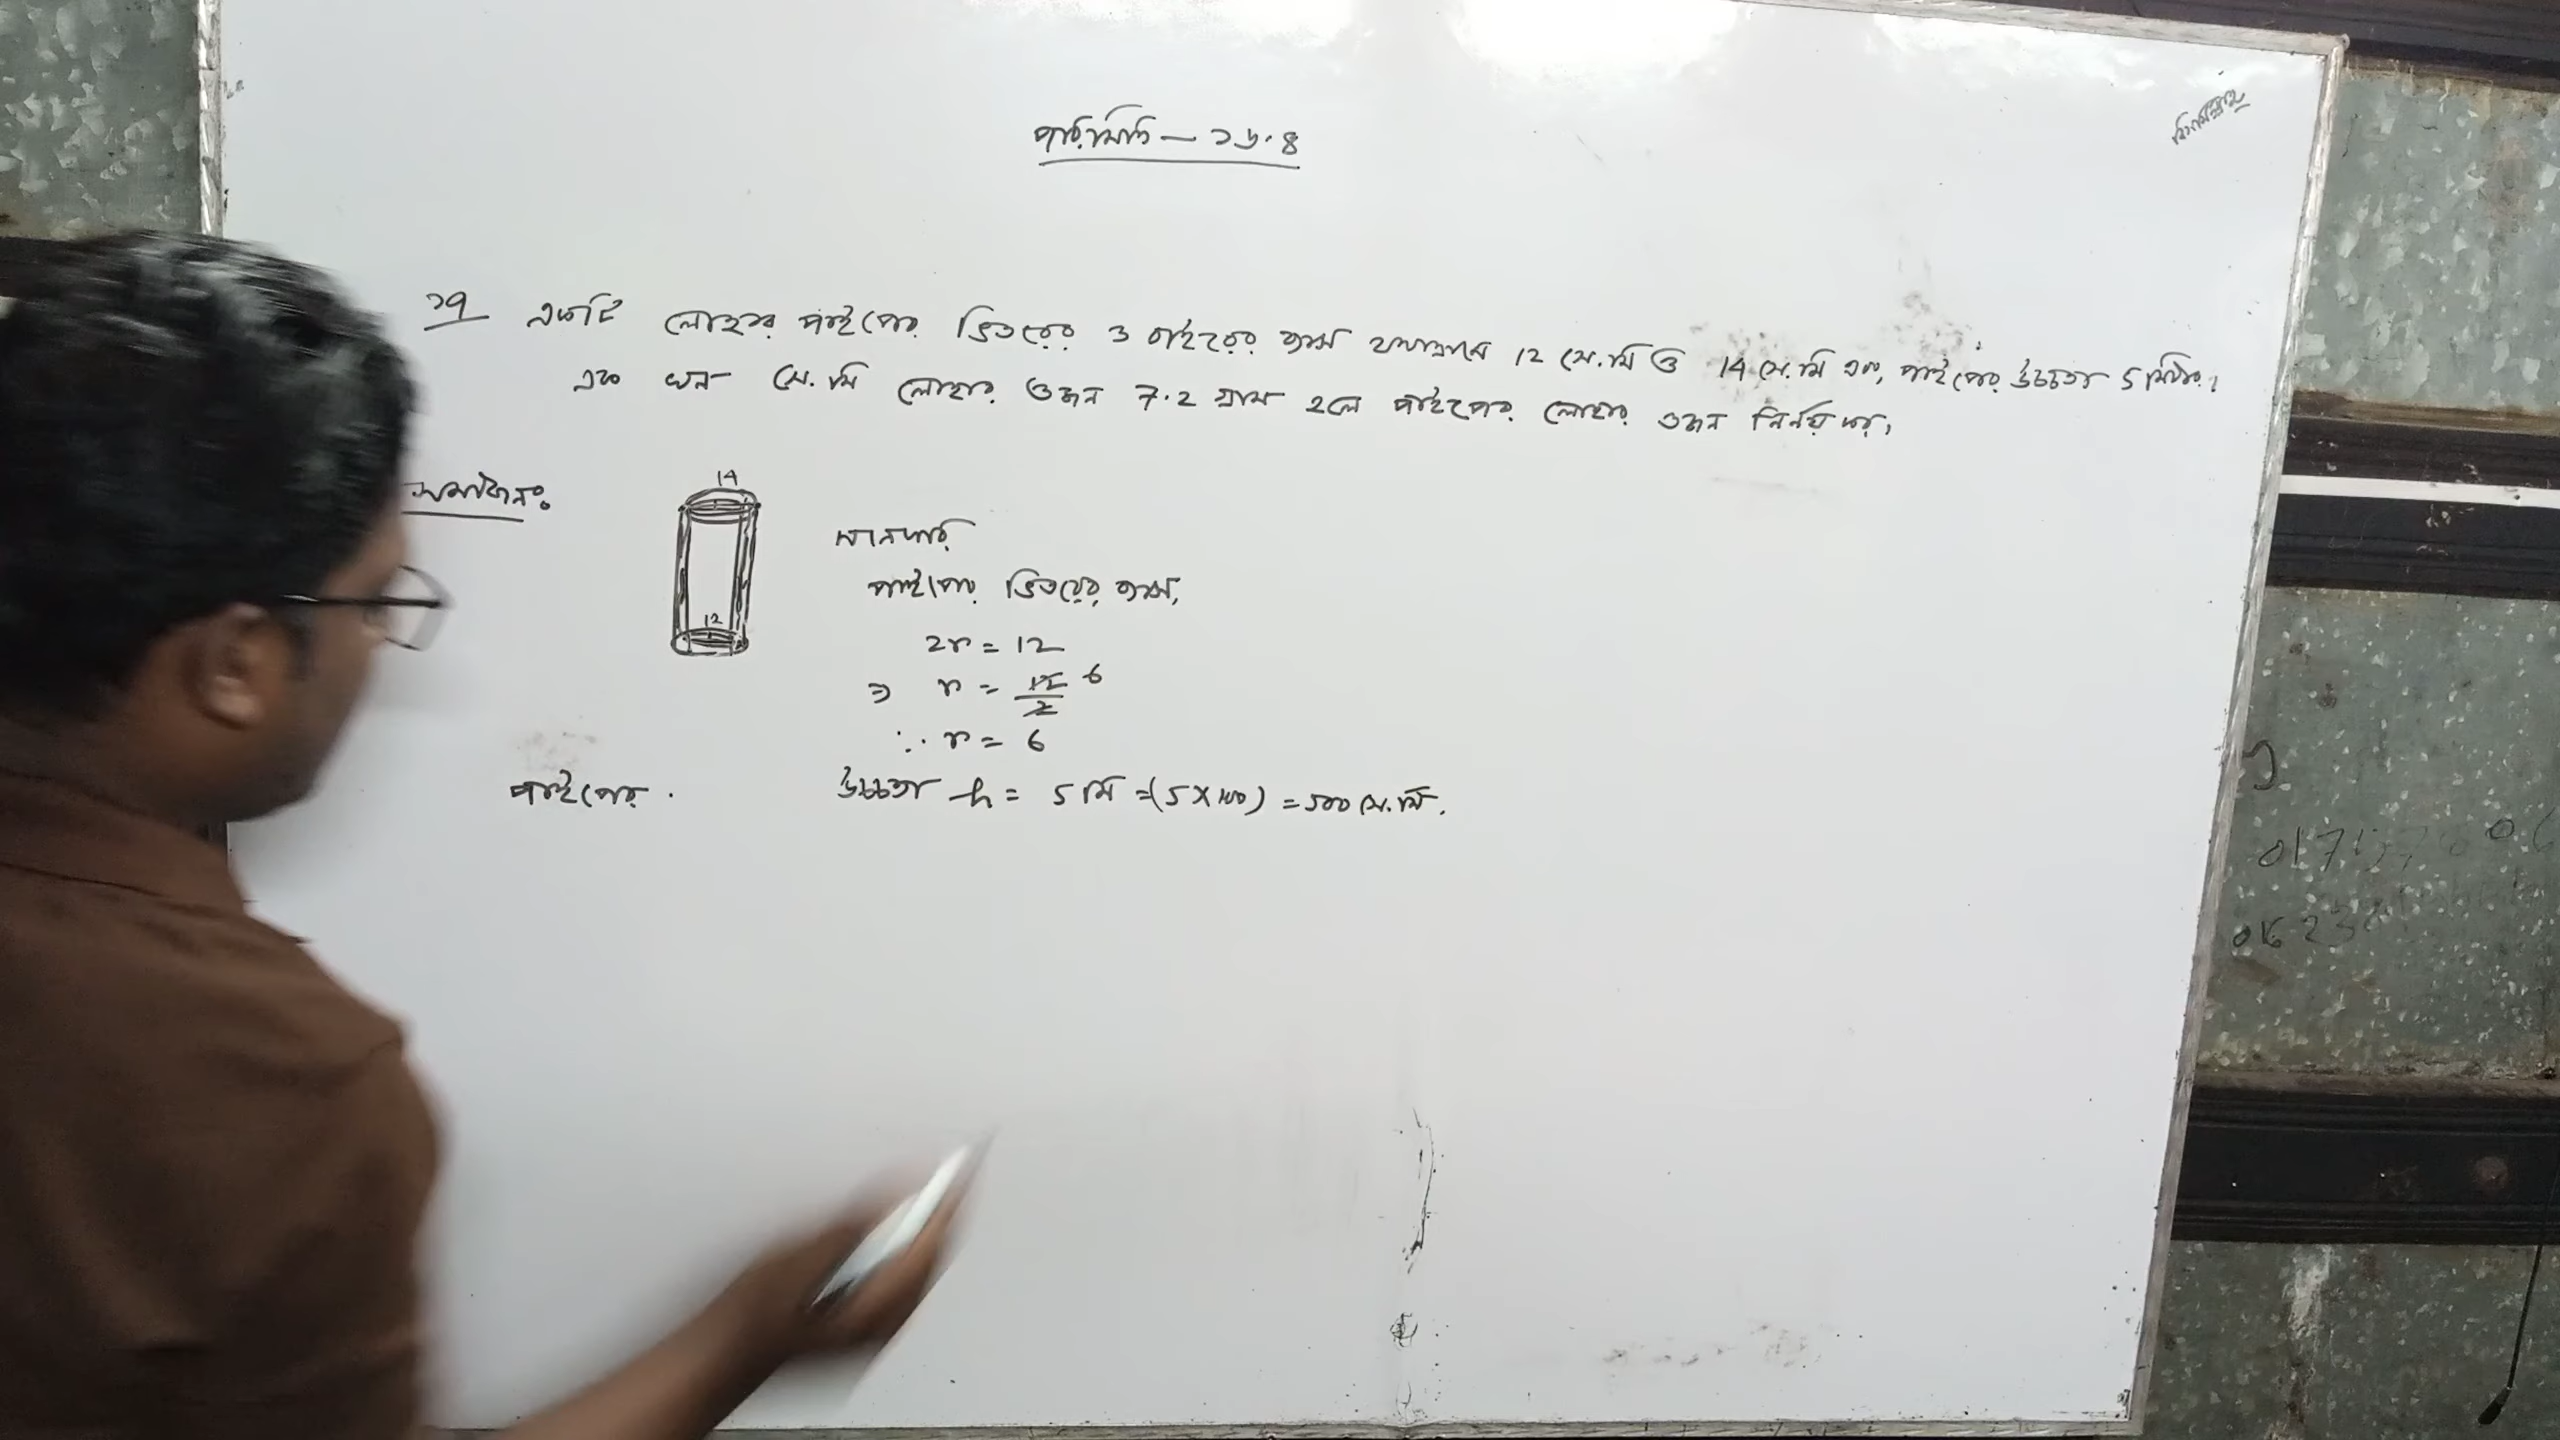 পরিমিতি — ১৬.৪
বিসমিল্লাহ
১৭ একটি লোহার পাইপের ভিতরের ও বাইরের ব্যাস যথাক্রমে 12 সে.মি ও 14 সে.মি এবং, পাইপের উচ্চতা 5 মিটার।
এক ঘন সে.মি লোহার ওজন 7.2 গ্রাম হলে পাইপের লোহার ওজন নির্ণয় কর।
সমাধানঃ
14
12
মনেকরি
পাইপের ভিতরের ব্যাস,
2r = 12
⇒ r = 12/2 6
∴ r = 6
পাইপের . উচ্চতা h = 5 মি =(5×100) = 500 সে.মি.